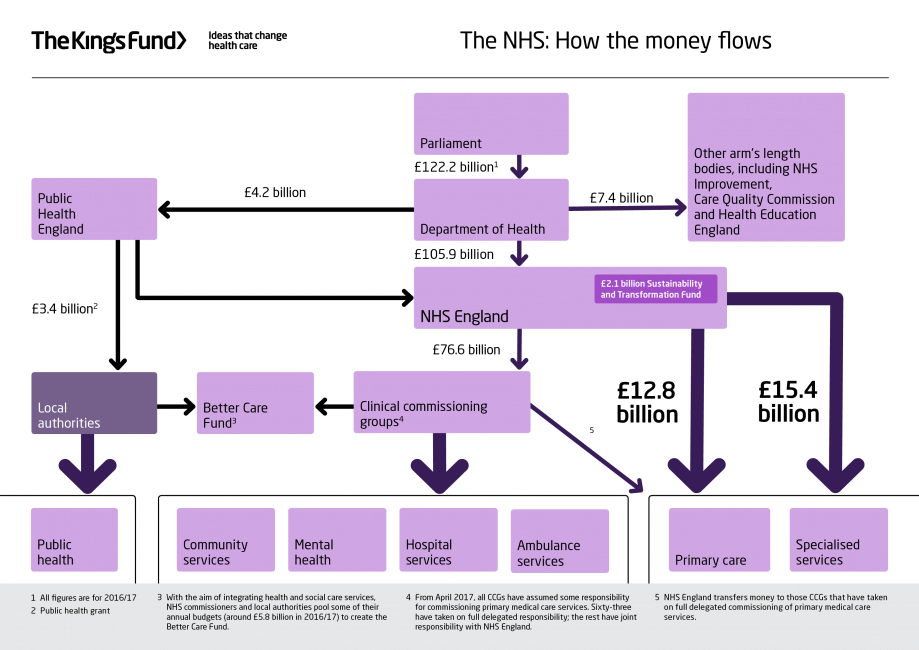 The King's Fund>
Ideas that change
health care
The NHS: How the money flows
Parliament
£122.2 billion¹
Other arm's length
bodies, including NHS
Improvement,
Care Quality Commission
and Health Education
England
Public
Health
England
£4.2 billion
Department of Health
£7.4 billion
£105.9 billion
£2.1 billion Sustainability
and Transformation Fund
NHS England
£3.4 billion²
£76.6 billion
£12.8
billion
£15.4
billion
Local
authorities
Better Care
Fund³
Clinical commissioning
groups⁴
5
Public
health
Community
services
Mental
health
Hospital
services
Ambulance
services
Primary care
Specialised
services
1 All figures are for 2016/17
2 Public health grant
3 With the aim of integrating health and social care services,
NHS commissioners and local authorities pool some of their
annual budgets (around £5.8 billion in 2016/17) to create the
Better Care Fund.
4 From April 2017, all CCGs have assumed some responsibility
for commissioning primary medical care services. Sixty-three
have taken on full delegated responsibility; the rest have joint
responsibility with NHS England.
5 NHS England transfers money to those CCGs that have taken
on full delegated commissioning of primary medical care
services.